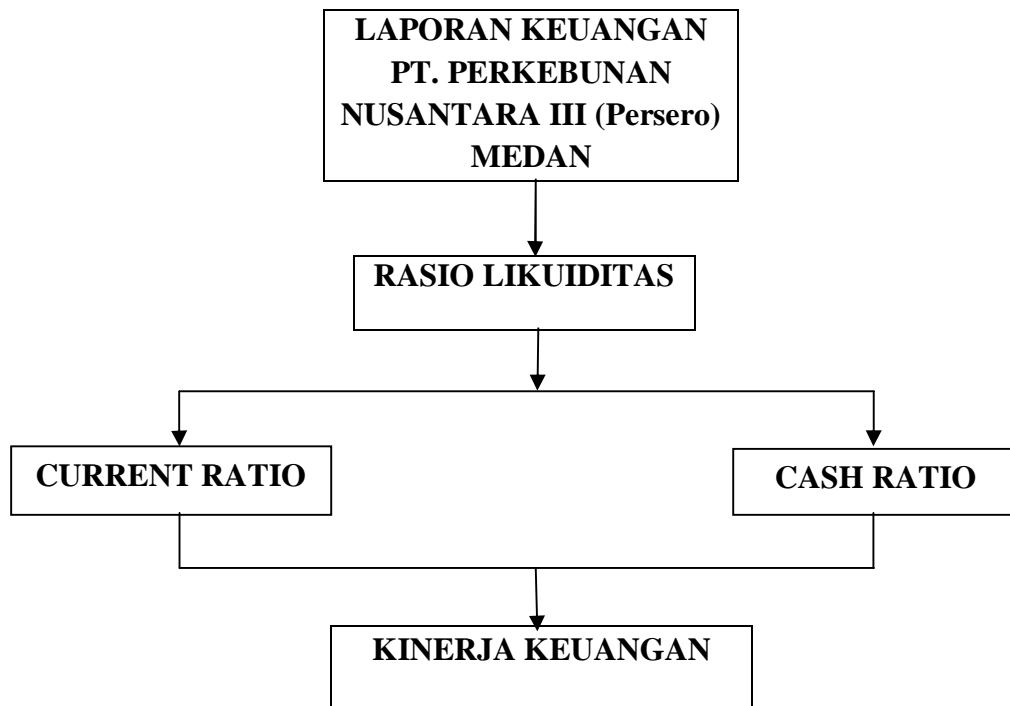 LAPORAN KEUANGAN
PT. PERKEBUNAN
NUSANTARA III (Persero)
MEDAN
RASIO LIKUIDITAS
CURRENT RATIO
CASH RATIO
KINERJA KEUANGAN